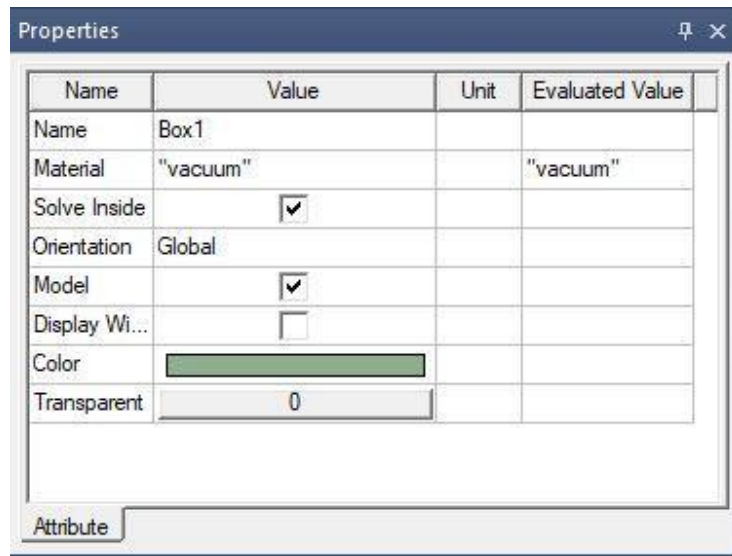 Properties
Name Value Unit Evaluated Value
Name Box1
Material "vacuum" "vacuum"
Solve Inside
Orientation Global
Model
Display Wi...
Color
Transparent 0
Attribute